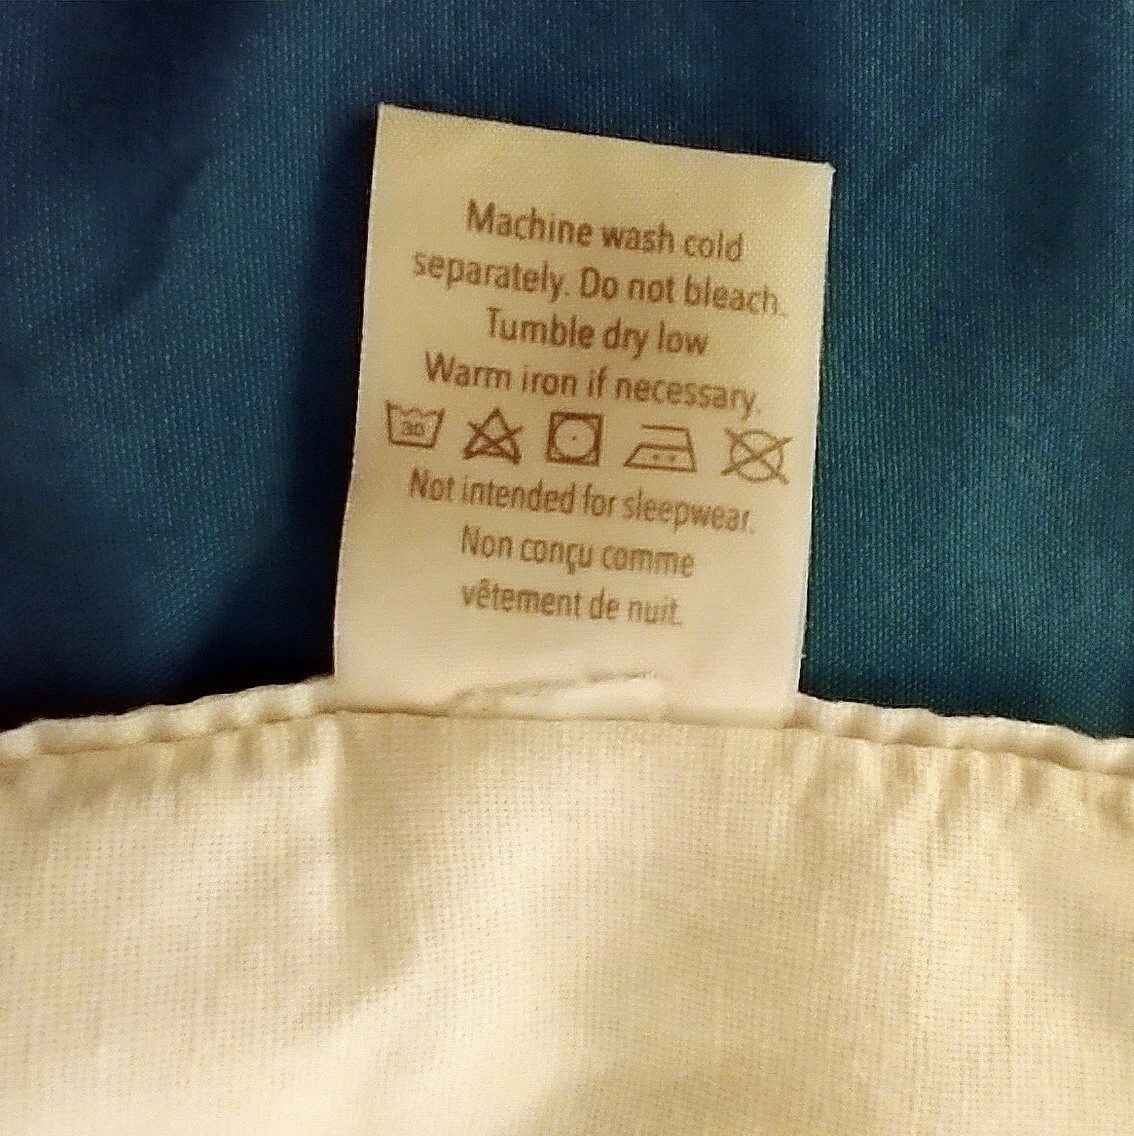 Machine wash cold
separately. Do not bleach.
Tumble dry low
Warm iron if necessary.
30
Not intended for sleepwear.
Non conçu comme
vêtement de nuit.